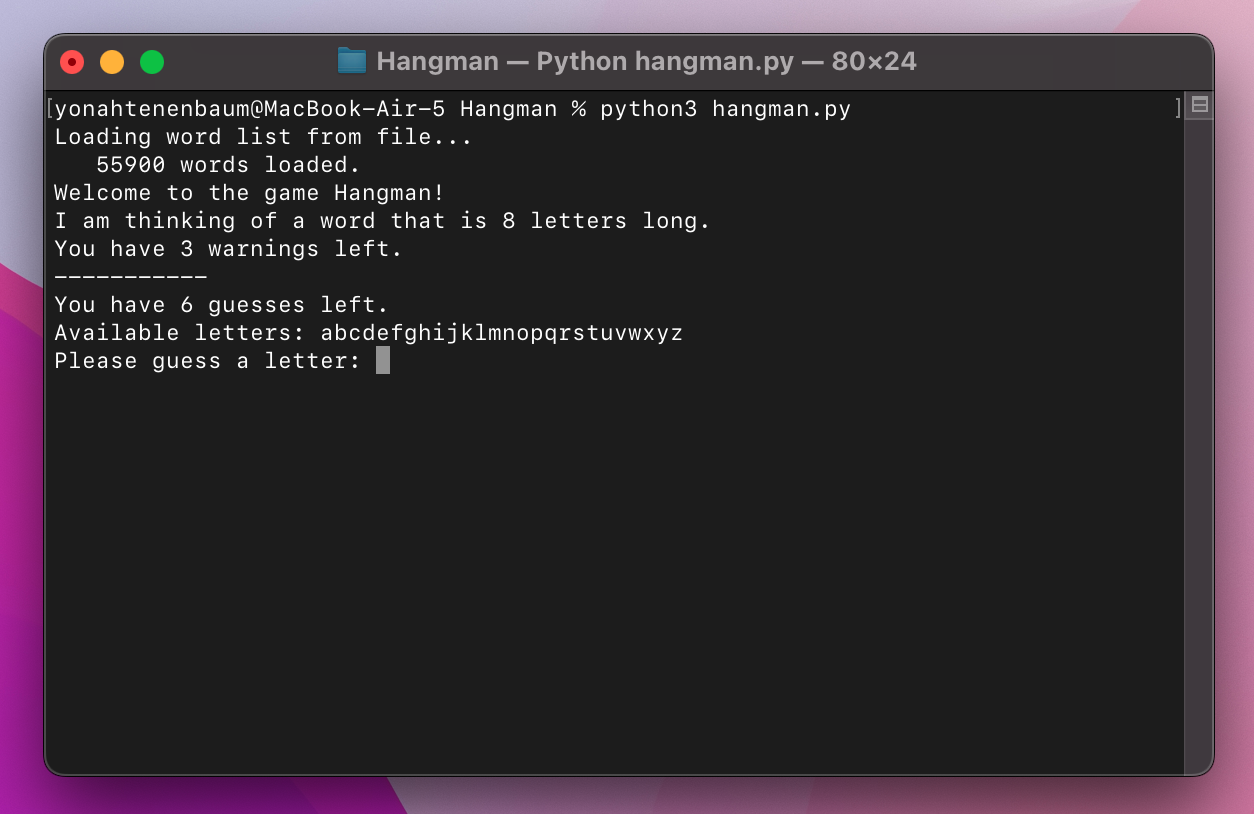 Hangman — Python hangman.py — 80×24
[yonahtenenbaum@MacBook-Air-5 Hangman % python3 hangman.py ]
Loading word list from file...
   55900 words loaded.
Welcome to the game Hangman!
I am thinking of a word that is 8 letters long.
You have 3 warnings left.
-----------
You have 6 guesses left.
Available letters: abcdefghijklmnopqrstuvwxyz
Please guess a letter: